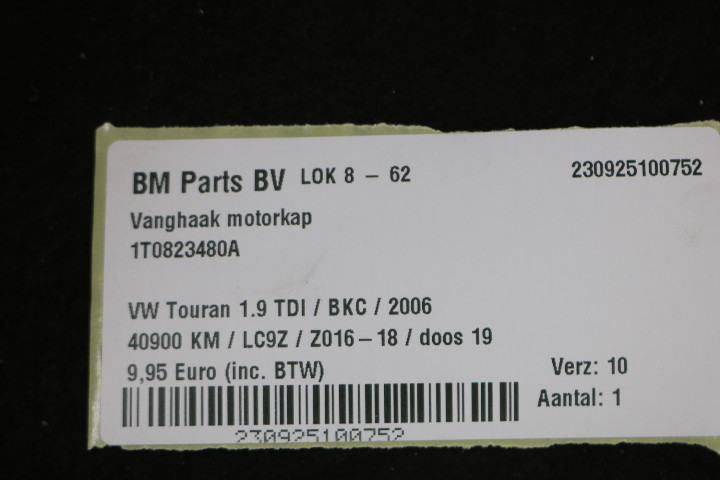 BM Parts BV LOK 8 - 62 230925100752
Vanghaak motorkap
1T0823480A
VW Touran 1.9 TDI / BKC / 2006
40900 KM / LC9Z / Z016-18 / doos 19
9,95 Euro (inc. BTW) Verz: 10
Aantal: 1
230925100752